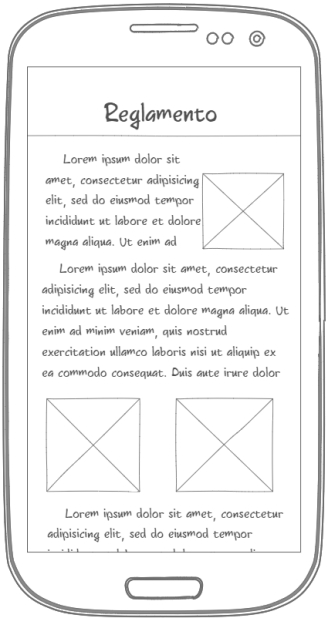 Reglamento
Lorem ipsum dolor sit
amet, consectetur adipisicing
elit, sed do eiusmod tempor
incididunt ut labore et dolore
magna aliqua. Ut enim ad
Lorem ipsum dolor sit amet, consectetur
adipisicing elit, sed do eiusmod tempor
incididunt ut labore et dolore magna aliqua. Ut
enim ad minim veniam, quis nostrud
exercitation ullamco laboris nisi ut aliquip ex
ea commodo consequat. Duis aute irure dolor
Lorem ipsum dolor sit amet, consectetur
adipisicing elit, sed do eiusmod tempor